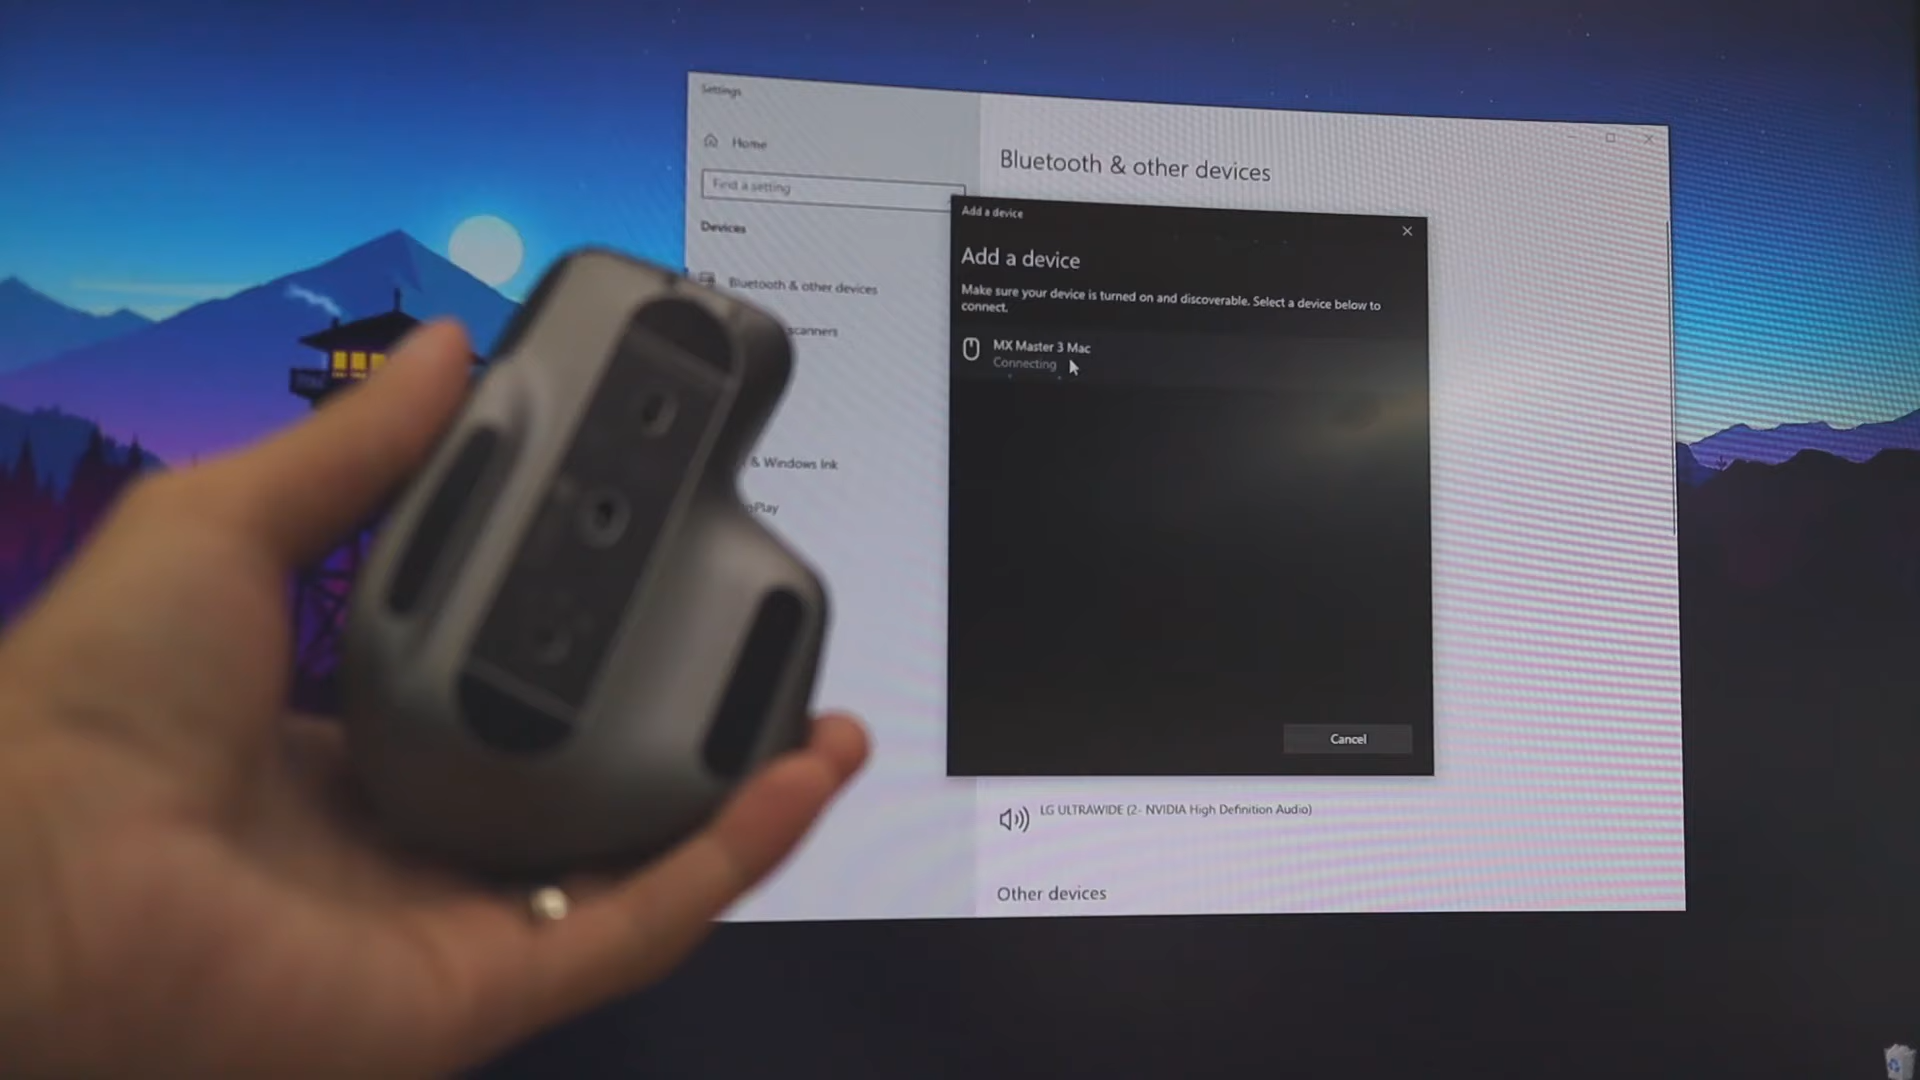 Settings
Home
Find a setting
Devices
Bluetooth & other devices
scanners
& Windows Ink
Play
Bluetooth & other devices
Add a device
Add a device
Make sure your device is turned on and discoverable. Select a device below to
connect.
MX Master 3 Mac
Connecting
Cancel
LG ULTRAWIDE (2- NVIDIA High Definition Audio)
Other devices